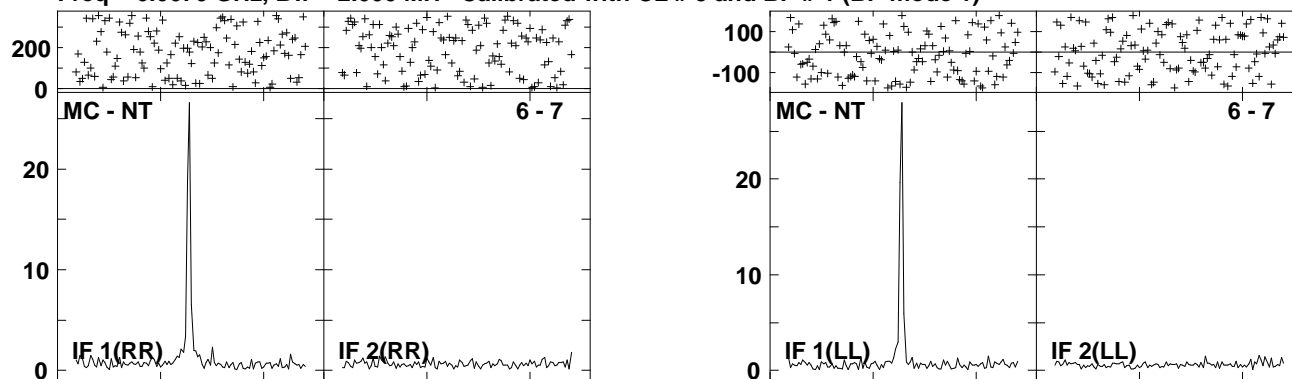 200
0
MC - NT
6 - 7
20
10
0
IF 1(RR)
IF 2(RR)
100
-100
MC - NT
6 - 7
20
10
0
IF 1(LL)
IF 2(LL)